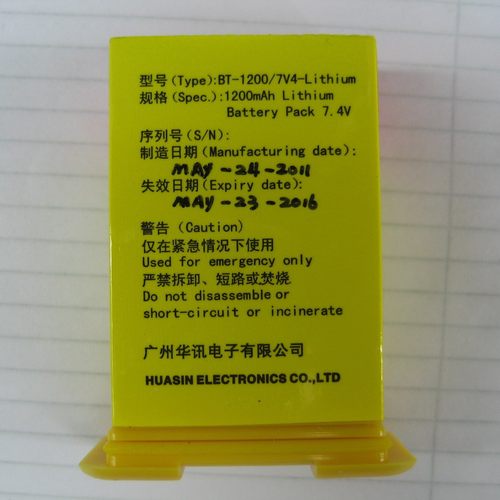 型号(Type):BT-1200/7V4-Lithium
规格(Spec.):1200mAh Lithium
Battery Pack 7.4V
序列号(S/N):
制造日期(Manufacturing date):
MAY-24-2011
失效日期(Expiry date):
MAY-23-2016
警告(Caution)
仅在紧急情况下使用
Used for emergency only
严禁拆卸、短路或焚烧
Do not disassemble or
short-circuit or incinerate
广州华讯电子有限公司
HUASIN ELECTRONICS CO.,LTD